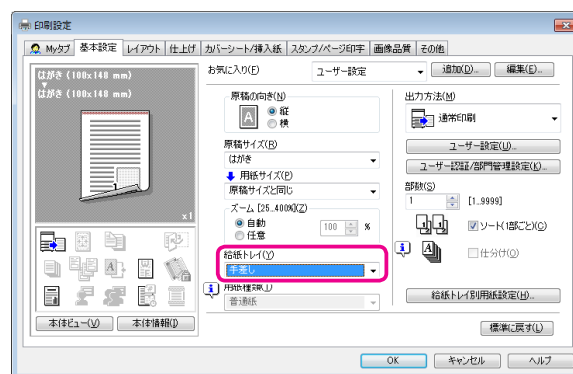 印刷設定
Myタブ 基本設定 レイアウト 仕上げ カバーシート/挿入紙 スタンプ/ページ印字 画像品質 その他
はがき (100x148 mm)
はがき (100x148 mm)
x1
本体ビュー(V) 本体情報(I)
お気に入り(F) ユーザー設定 追加(D)... 編集(E)...
原稿の向き(N)
A
縦
横
原稿サイズ(R)
はがき
用紙サイズ(P)
原稿サイズと同じ
ズーム [25..400%](Z)
自動
任意
100 %
給紙トレイ(Y)
手差し
用紙種類(J)
普通紙
出力方法(M)
通常印刷
ユーザー設定(U)...
ユーザー認証/部門管理設定(K)...
部数(S)
1 [1..9999]
ソート(1部ごと)(C)
仕分け(O)
給紙トレイ別用紙設定(H)...
標準に戻す(L)
OK キャンセル ヘルプ